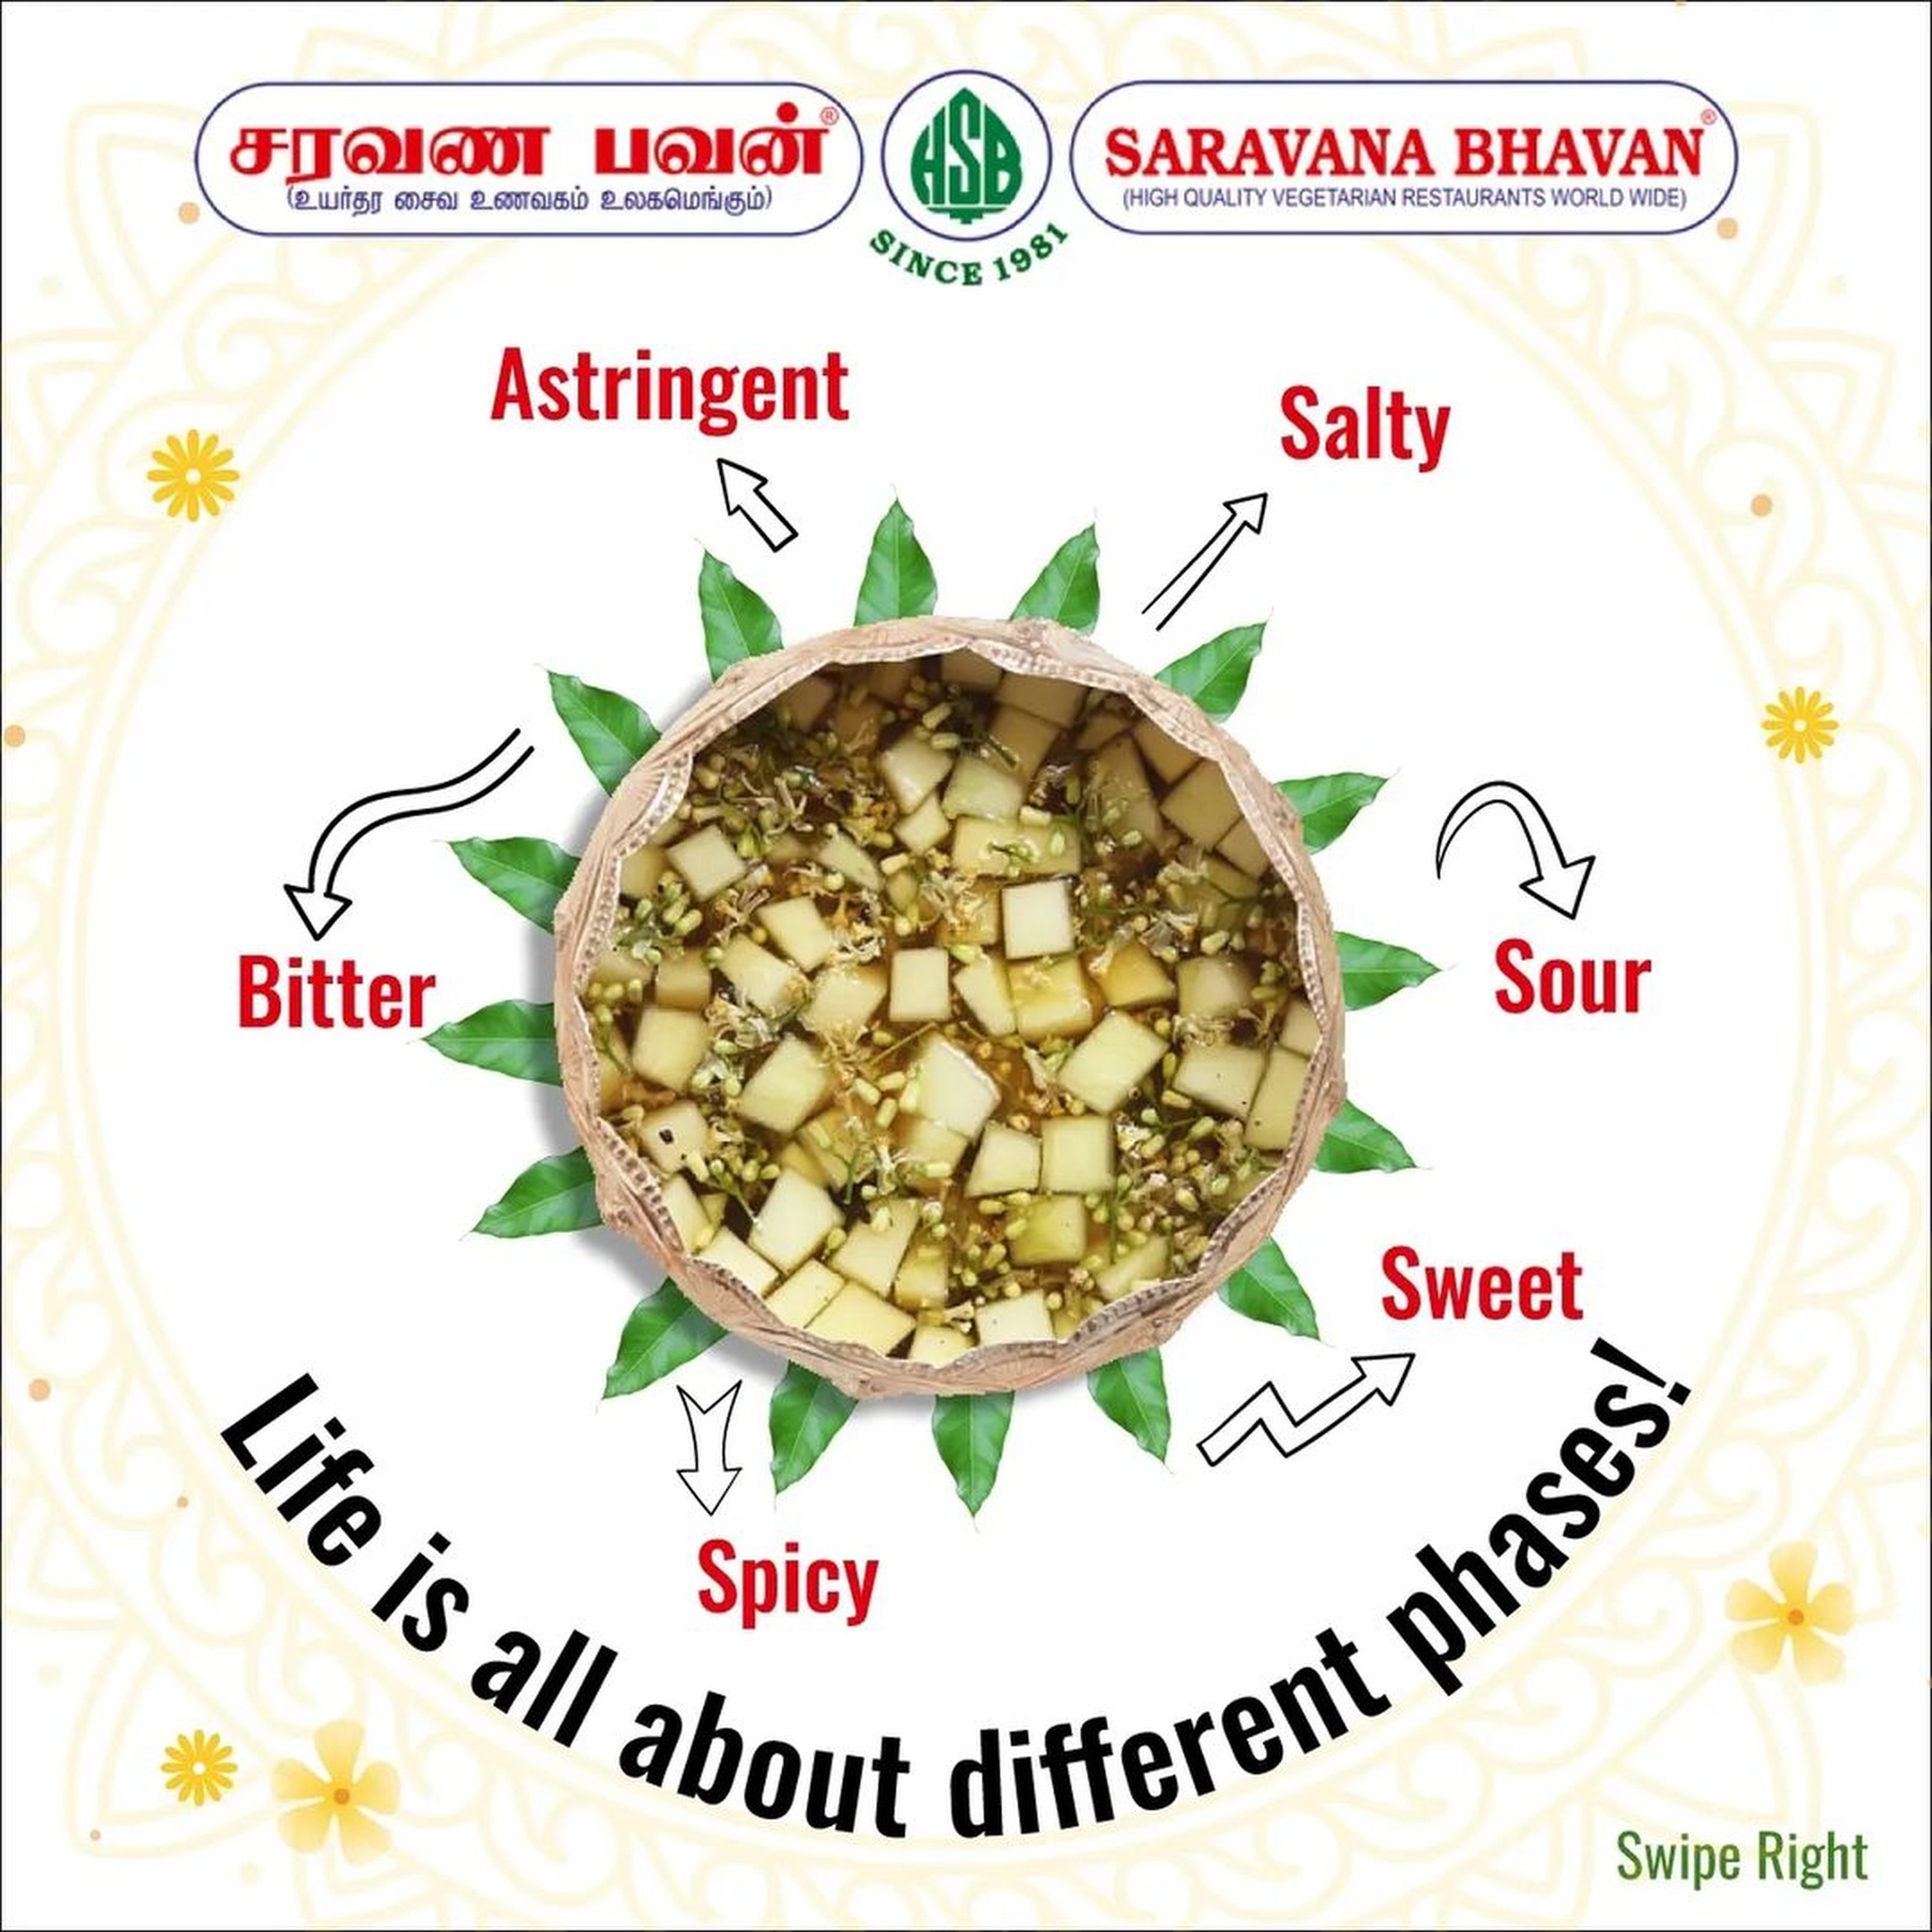 சரவண பவன்®
(உயர்தர சைவ உணவகம் உலகமெங்கும்)
HSB
SINCE 1981
SARAVANA BHAVAN®
(HIGH QUALITY VEGETARIAN RESTAURANTS WORLD WIDE)
Astringent
Salty
Bitter
Sour
Sweet
Spicy
Life is all about different phases!
Swipe Right